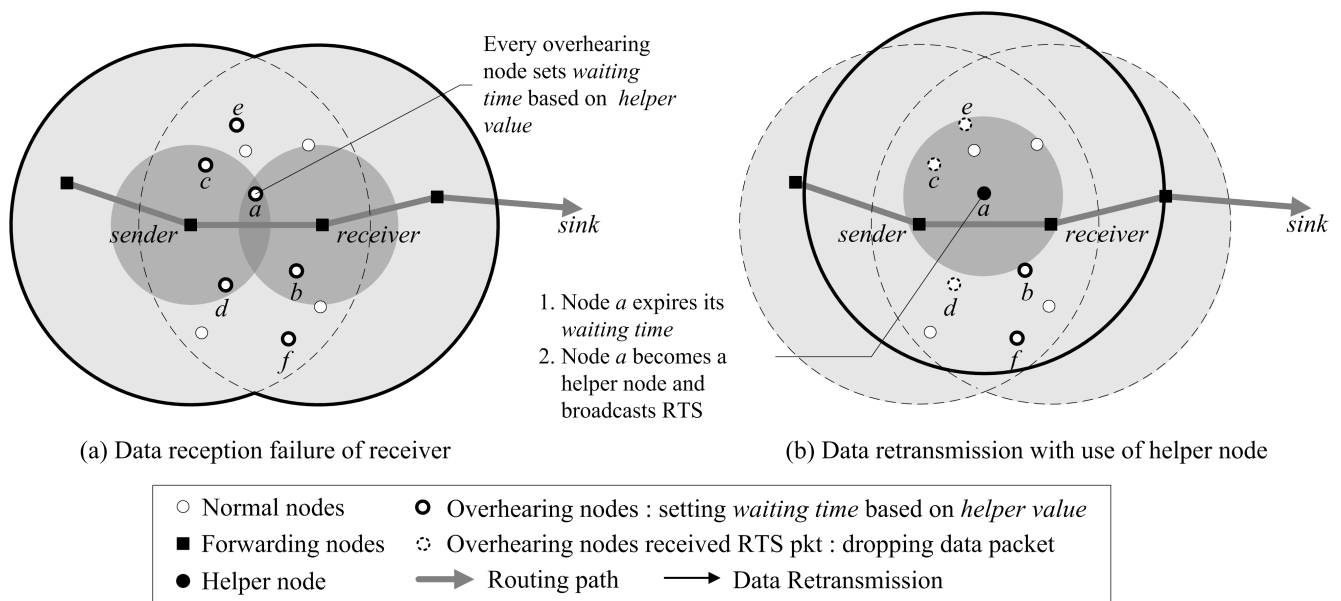 Every overhearing
node sets waiting
time based on helper
value
e
c
a
sender
receiver
sink
d
b
f
(a) Data reception failure of receiver
e
c
a
sender
receiver
sink
d
b
f
1. Node a expires its
waiting time
2. Node a becomes a
helper node and
broadcasts RTS
(b) Data retransmission with use of helper node
Normal nodes
Overhearing nodes : setting waiting time based on helper value
Forwarding nodes
Overhearing nodes received RTS pkt : dropping data packet
Helper node
Routing path
Data Retransmission